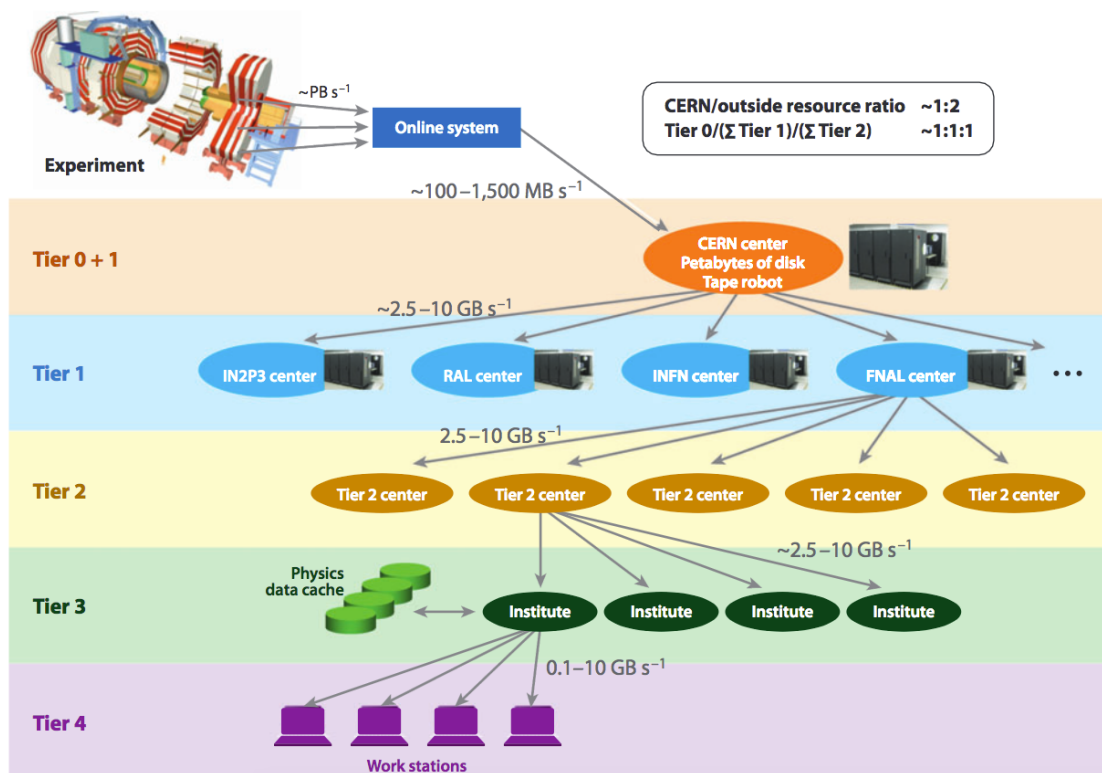 ~PB s⁻¹
Online system
Experiment
CERN/outside resource ratio ~1:2
Tier 0/(Σ Tier 1)/(Σ Tier 2) ~1:1:1
~100–1,500 MB s⁻¹
Tier 0 + 1
CERN center
Petabytes of disk
Tape robot
~2.5–10 GB s⁻¹
Tier 1
IN2P3 center
RAL center
INFN center
FNAL center
...
2.5–10 GB s⁻¹
Tier 2
Tier 2 center
Tier 2 center
Tier 2 center
Tier 2 center
Tier 2 center
~2.5–10 GB s⁻¹
Physics
data cache
Tier 3
Institute
Institute
Institute
Institute
0.1–10 GB s⁻¹
Tier 4
Work stations